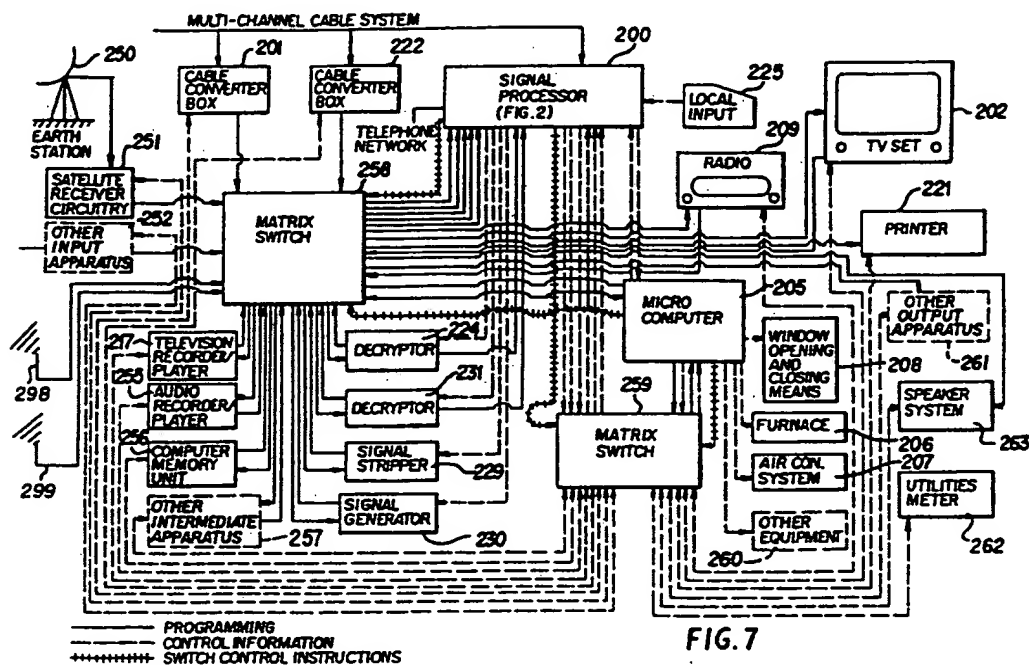 MULTI-CHANNEL CABLE SYSTEM
250
201
CABLE
CONVERTER
BOX
222
CABLE
CONVERTER
BOX
200
SIGNAL
PROCESSOR
(FIG.2)
225
LOCAL
INPUT
202
TV SET
EARTH
STATION
251
SATELLITE
RECEIVER
CIRCUITRY
252
OTHER
INPUT
APPARATUS
TELEPHONE
NETWORK
258
MATRIX
SWITCH
209
RADIO
221
PRINTER
298
299
217
TELEVISION
RECORDER/
PLAYER
255
AUDIO
RECORDER/
PLAYER
256
COMPUTER
MEMORY
UNIT
OTHER
INTERMEDIATE
APPARATUS
257
224
DECRYPTOR
231
DECRYPTOR
SIGNAL
STRIPPER
229
SIGNAL
GENERATOR
230
MICRO
COMPUTER
205
259
MATRIX
SWITCH
WINDOW
OPENING
AND
CLOSING
MEANS
208
FURNACE
206
AIR CON.
SYSTEM
207
OTHER
EQUIPMENT
260
OTHER
OUTPUT
APPARATUS
261
SPEAKER
SYSTEM
263
UTILITIES
METER
262
PROGRAMMING
CONTROL INFORMATION
SWITCH CONTROL INSTRUCTIONS
FIG.7